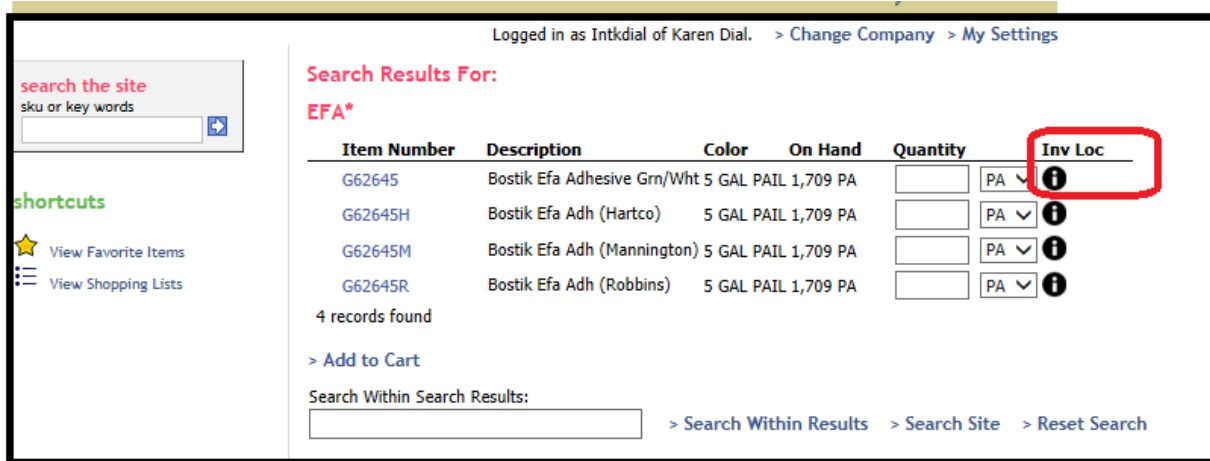 Logged in as Intkdial of Karen Dial. > Change Company > My Settings
search the site
sku or key words
shortcuts
View Favorite Items
View Shopping Lists
Search Results For:
EFA*
Item Number Description Color On Hand Quantity Inv Loc
G62645 Bostik Efa Adhesive Grn/Wht 5 GAL PAIL 1,709 PA PA
G62645H Bostik Efa Adh (Hartco) 5 GAL PAIL 1,709 PA PA
G62645M Bostik Efa Adh (Mannington) 5 GAL PAIL 1,709 PA PA
G62645R Bostik Efa Adh (Robbins) 5 GAL PAIL 1,709 PA PA
4 records found
> Add to Cart
Search Within Search Results:
> Search Within Results > Search Site > Reset Search